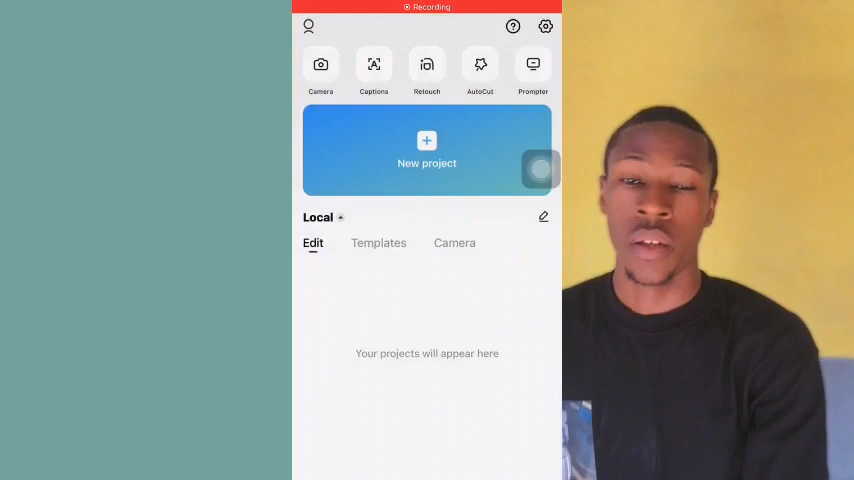 Recording
Camera Captions Retouch AutoCut Prompter
New project
Local
Edit Templates Camera
Your projects will appear here